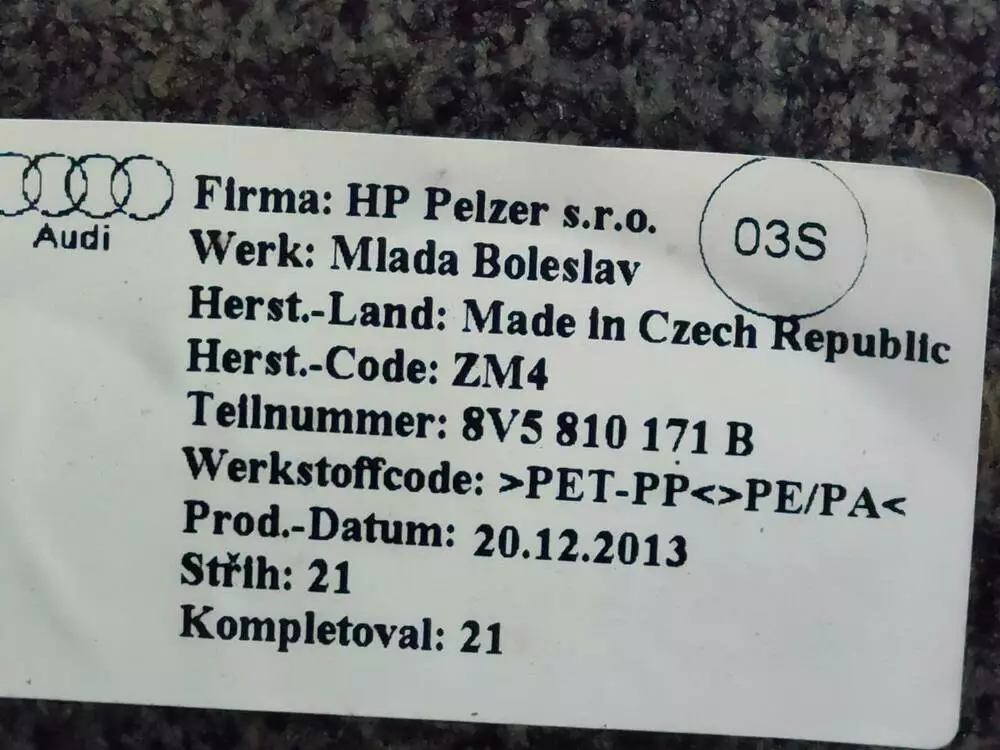 Audi
Firma: HP Pelzer s.r.o.
03S
Werk: Mlada Boleslav
Herst.-Land: Made in Czech Republic
Herst.-Code: ZM4
Teilnummer: 8V5 810 171 B
Werkstoffcode: >PET-PP<>PE/PA<
Prod.-Datum: 20.12.2013
Střih: 21
Kompletoval: 21